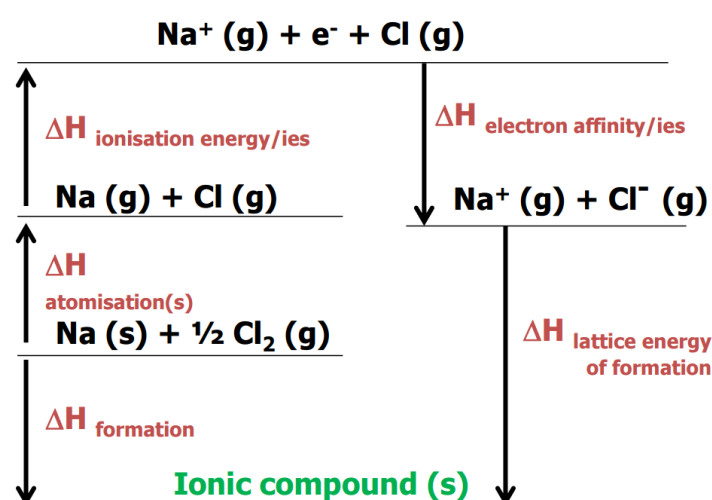 Na⁺ (g) + e⁻ + Cl (g)
ΔH ionisation energy/ies
ΔH electron affinity/ies
Na (g) + Cl (g)
Na⁺ (g) + Cl⁻ (g)
ΔH
atomisation(s)
Na (s) + ½ Cl₂ (g)
ΔH lattice energy
of formation
ΔH formation
Ionic compound (s)